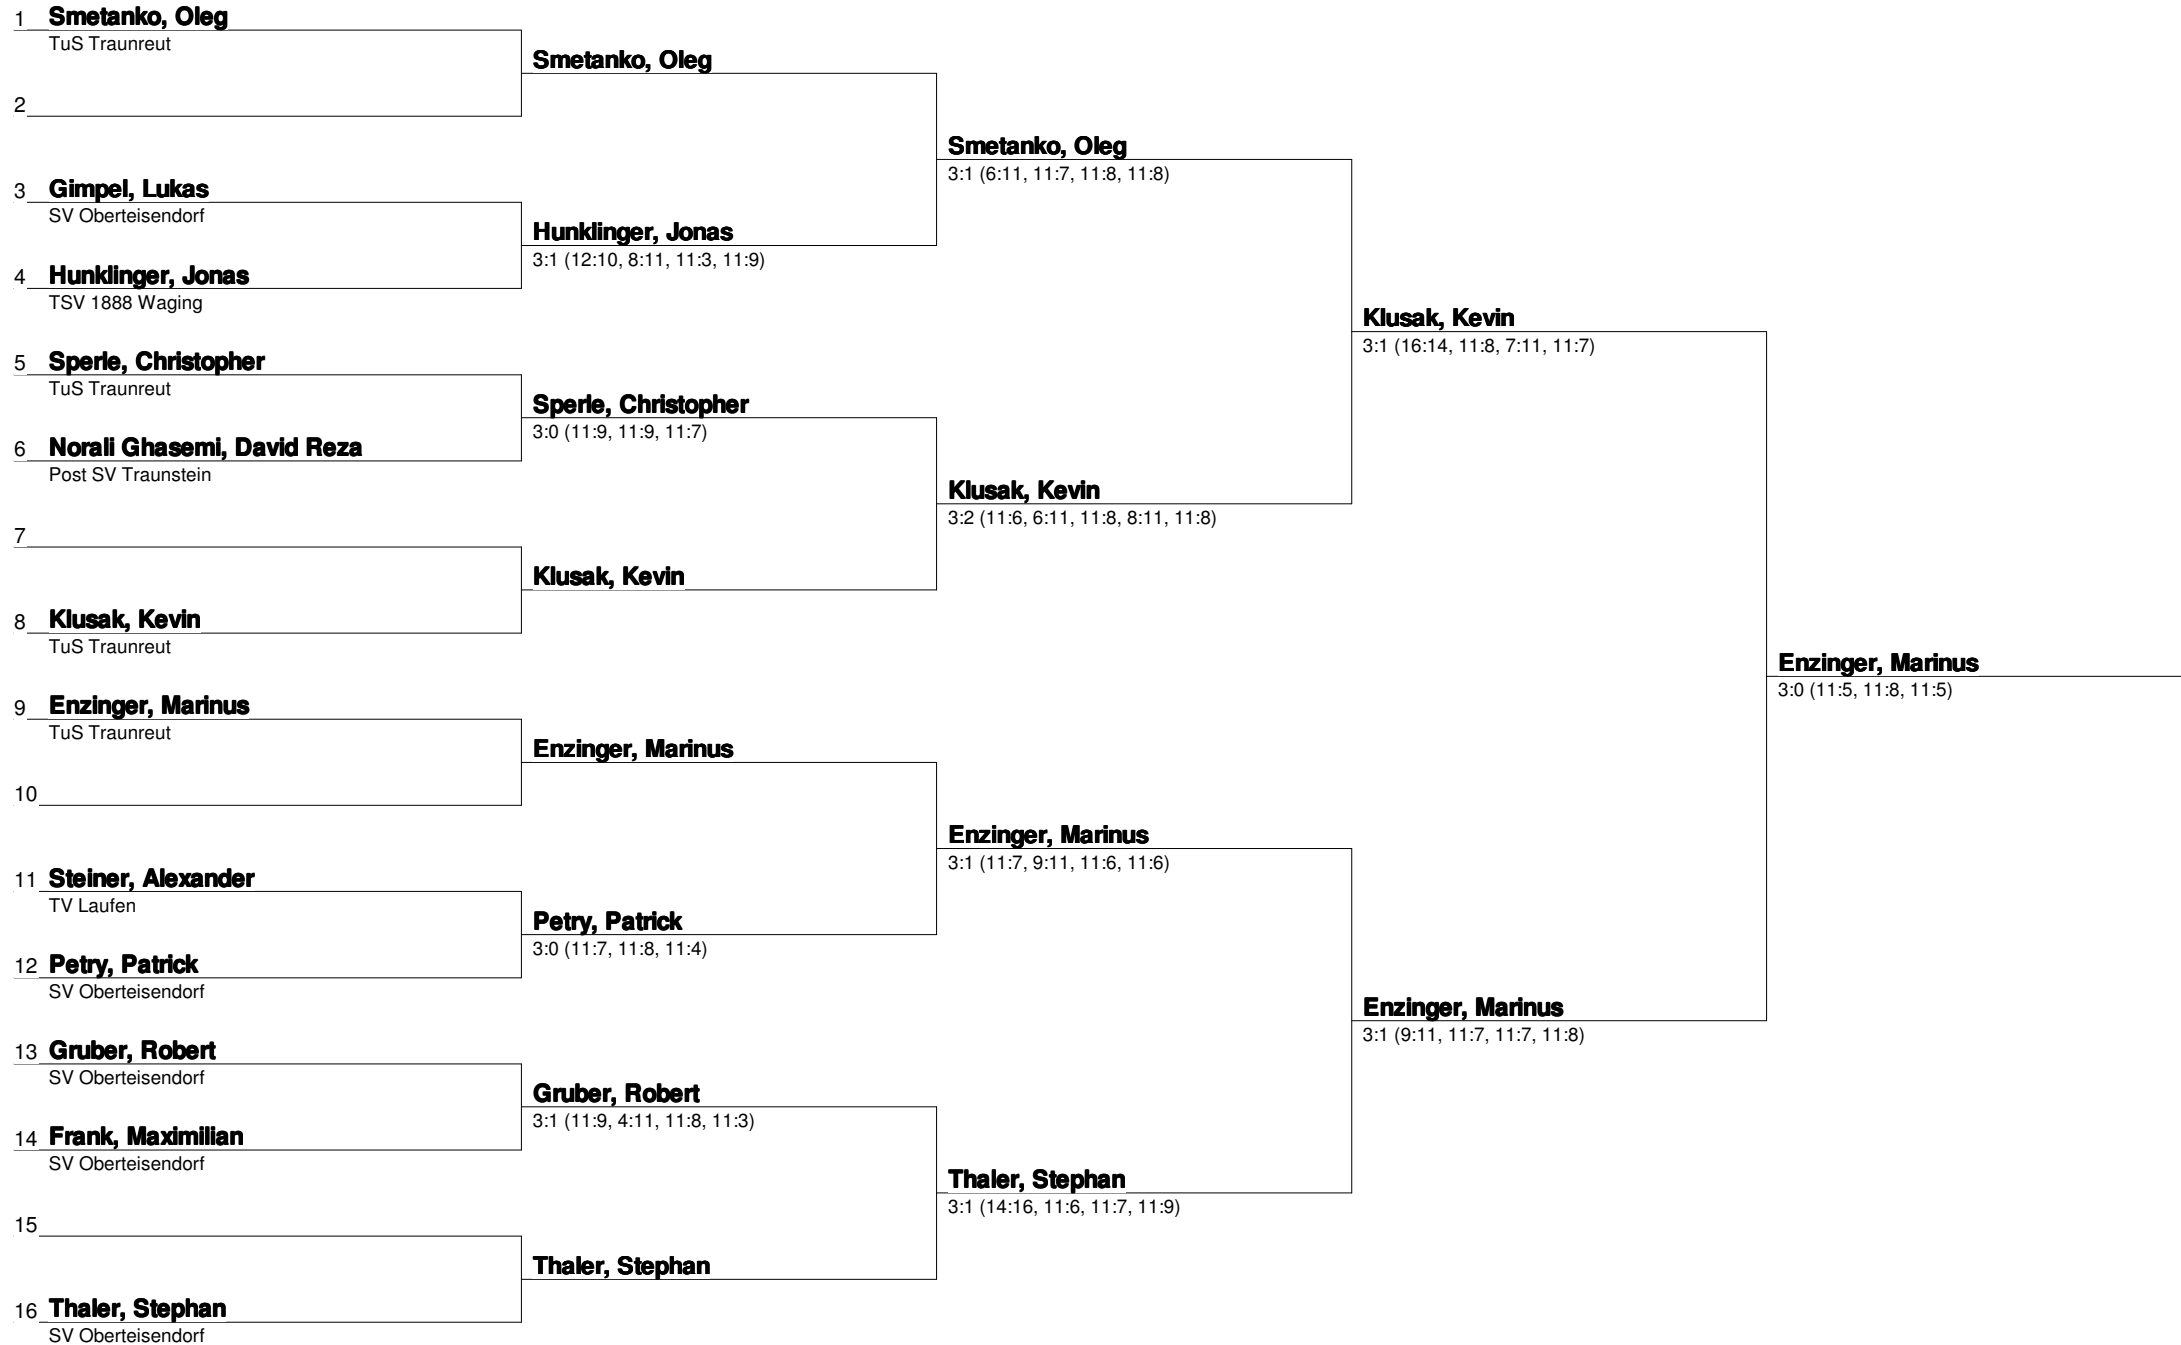 1 Smetanko, Oleg
TuS Traunreut
2
3 Gimpel, Lukas
SV Oberteisendorf
4 Hunklinger, Jonas
TSV 1888 Waging
5 Sperle, Christopher
TuS Traunreut
6 Norali Ghasemi, David Reza
Post SV Traunstein
7
8 Klusak, Kevin
TuS Traunreut
9 Enzinger, Marinus
TuS Traunreut
10
11 Steiner, Alexander
TV Laufen
12 Petry, Patrick
SV Oberteisendorf
13 Gruber, Robert
SV Oberteisendorf
14 Frank, Maximilian
SV Oberteisendorf
15
16 Thaler, Stephan
SV Oberteisendorf
Smetanko, Oleg
Hunklinger, Jonas
3:1 (12:10, 8:11, 11:3, 11:9)
Sperle, Christopher
3:0 (11:9, 11:9, 11:7)
Klusak, Kevin
Enzinger, Marinus
Petry, Patrick
3:0 (11:7, 11:8, 11:4)
Gruber, Robert
3:1 (11:9, 4:11, 11:8, 11:3)
Thaler, Stephan
Smetanko, Oleg
3:1 (6:11, 11:7, 11:8, 11:8)
Klusak, Kevin
3:2 (11:6, 6:11, 11:8, 8:11, 11:8)
Enzinger, Marinus
3:1 (11:7, 9:11, 11:6, 11:6)
Thaler, Stephan
3:1 (14:16, 11:6, 11:7, 11:9)
Klusak, Kevin
3:1 (16:14, 11:8, 7:11, 11:7)
Enzinger, Marinus
3:1 (9:11, 11:7, 11:7, 11:8)
Enzinger, Marinus
3:0 (11:5, 11:8, 11:5)